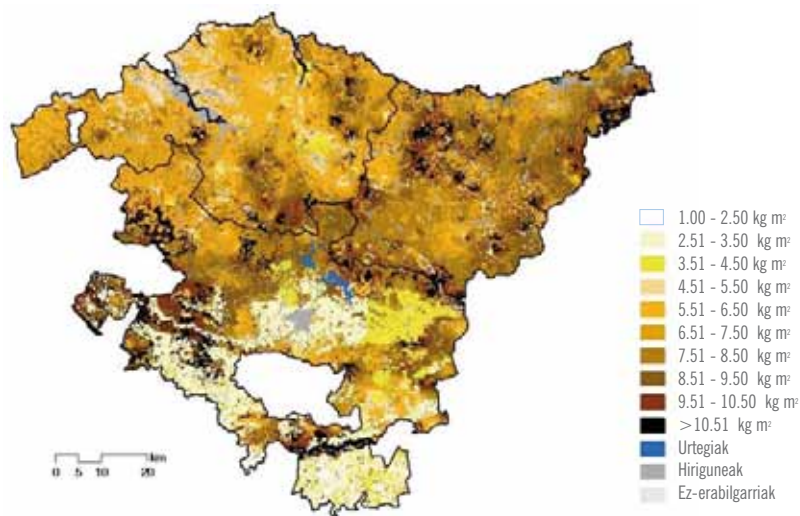 1.00 - 2.50 kg m²
2.51 - 3.50 kg m²
3.51 - 4.50 kg m²
4.51 - 5.50 kg m²
5.51 - 6.50 kg m²
6.51 - 7.50 kg m²
7.51 - 8.50 kg m²
8.51 - 9.50 kg m²
9.51 - 10.50 kg m²
>10.51 kg m²
Urtegiak
Hiriguneak
Ez-erabilgarriak
km
0 5 10 20